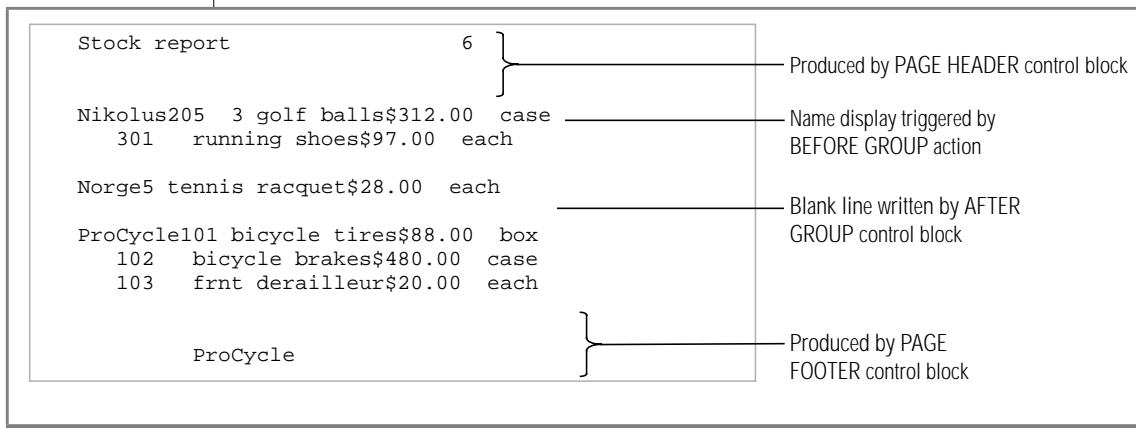 Stock report 6
Produced by PAGE HEADER control block
Nikolus205 3 golf balls$312.00 case
301 running shoes$97.00 each
Name display triggered by
BEFORE GROUP action
Norge5 tennis racquet$28.00 each
Blank line written by AFTER
GROUP control block
ProCycle101 bicycle tires$88.00 box
102 bicycle brakes$480.00 case
103 frnt derailleur$20.00 each
ProCycle
Produced by PAGE
FOOTER control block